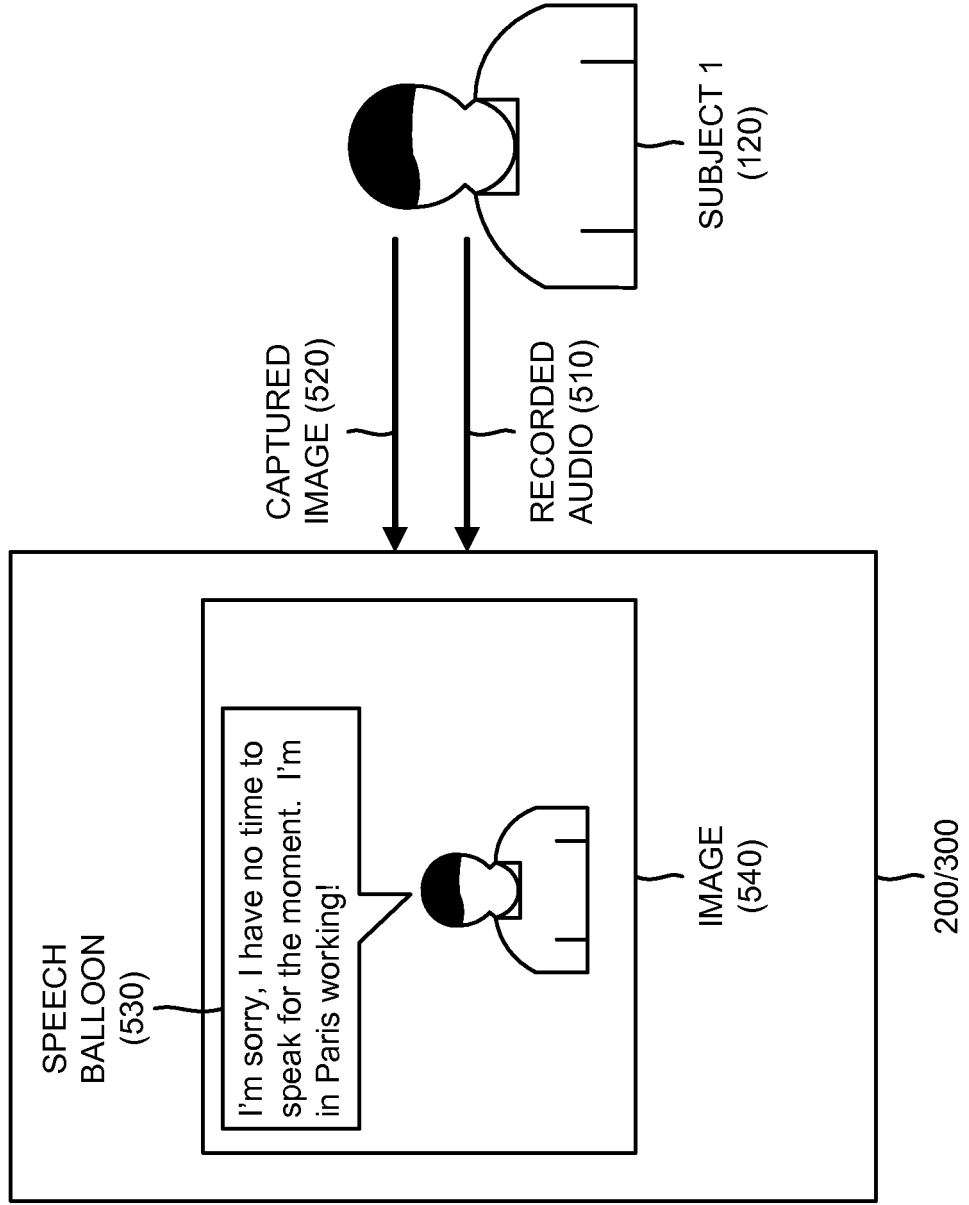 SPEECH
BALLOON
(530)
I'm sorry, I have no time to
speak for the moment.  I'm
in Paris working!
CAPTURED
IMAGE (520)
RECORDED
AUDIO (510)
IMAGE
(540)
SUBJECT 1
(120)
200/300